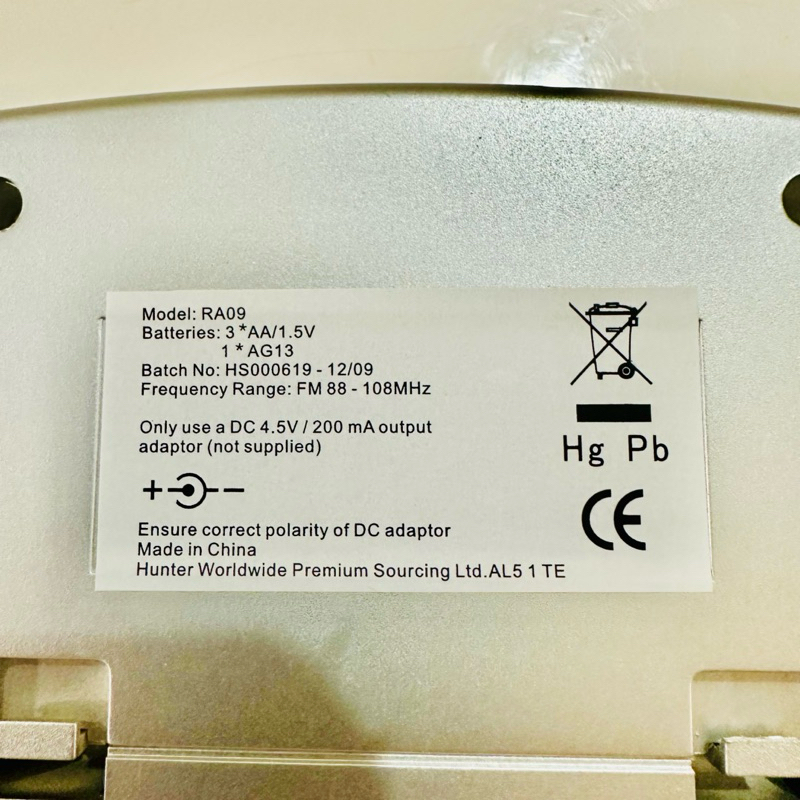 Model: RA09
Batteries: 3 *AA/1.5V
1 * AG13
Batch No: HS000619 - 12/09
Frequency Range: FM 88 - 108MHz
Only use a DC 4.5V / 200 mA output
adaptor (not supplied)
+ -
Ensure correct polarity of DC adaptor
Made in China
Hunter Worldwide Premium Sourcing Ltd.AL5 1 TE
Hg Pb
CE